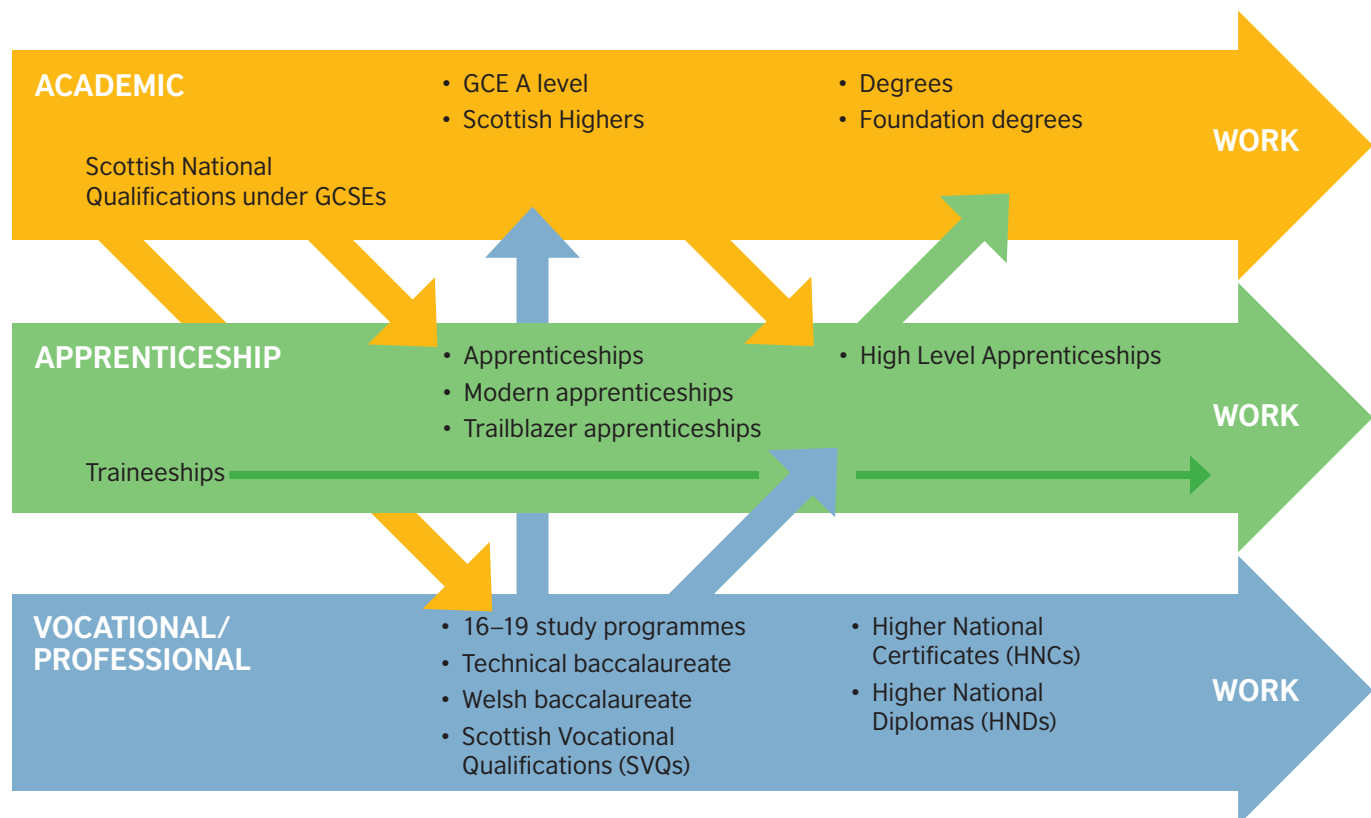 ACADEMIC
Scottish National
Qualifications under GCSEs
• GCE A level
• Scottish Highers
• Degrees
• Foundation degrees
WORK
APPRENTICESHIP
Traineeships
• Apprenticeships
• Modern apprenticeships
• Trailblazer apprenticeships
• High Level Apprenticeships
WORK
VOCATIONAL/
PROFESSIONAL
• 16–19 study programmes
• Technical baccalaureate
• Welsh baccalaureate
• Scottish Vocational
Qualifications (SVQs)
• Higher National
Certificates (HNCs)
• Higher National
Diplomas (HNDs)
WORK